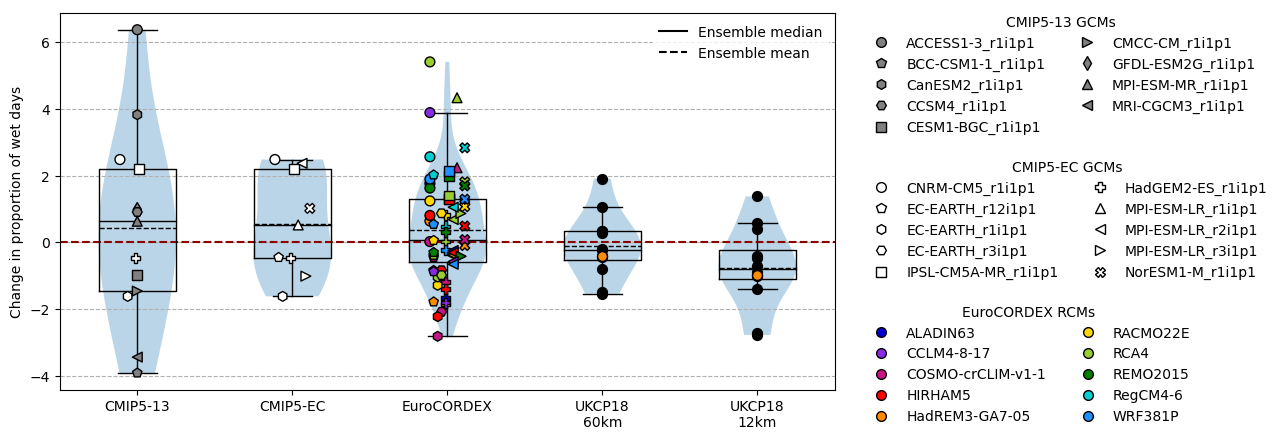 Change in proportion of wet days
6
4
2
0
−2
−4
Ensemble median
Ensemble mean
CMIP5-13
CMIP5-EC
EuroCORDEX
UKCP18
60km
UKCP18
12km
CMIP5-13 GCMs
ACCESS1-3_r1i1p1
BCC-CSM1-1_r1i1p1
CanESM2_r1i1p1
CCSM4_r1i1p1
CESM1-BGC_r1i1p1
CMCC-CM_r1i1p1
GFDL-ESM2G_r1i1p1
MPI-ESM-MR_r1i1p1
MRI-CGCM3_r1i1p1
CMIP5-EC GCMs
CNRM-CM5_r1i1p1
EC-EARTH_r12i1p1
EC-EARTH_r1i1p1
EC-EARTH_r3i1p1
IPSL-CM5A-MR_r1i1p1
HadGEM2-ES_r1i1p1
MPI-ESM-LR_r1i1p1
MPI-ESM-LR_r2i1p1
MPI-ESM-LR_r3i1p1
NorESM1-M_r1i1p1
EuroCORDEX RCMs
ALADIN63
CCLM4-8-17
COSMO-crCLIM-v1-1
HIRHAM5
HadREM3-GA7-05
RACMO22E
RCA4
REMO2015
RegCM4-6
WRF381P